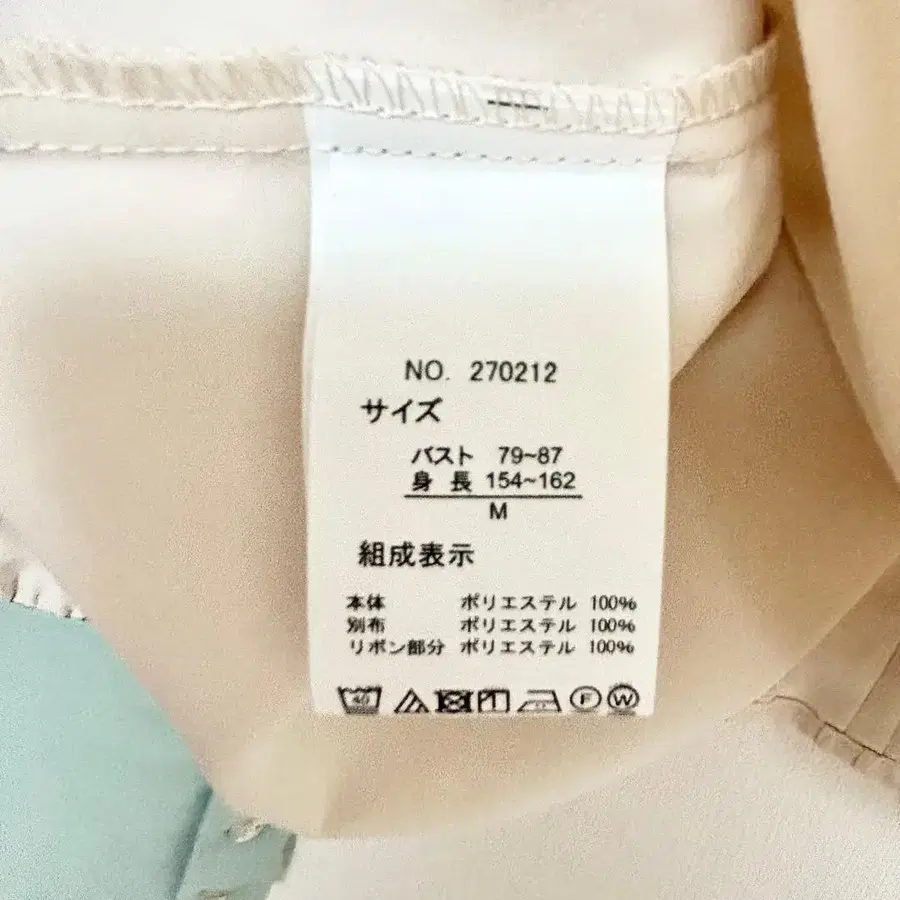 NO. 270212
サイズ
バスト 79~87
身 長 154~162
M
組成表示
本体 ポリエステル 100%
別布 ポリエステル 100%
リボン部分 ポリエステル 100%
40 F W